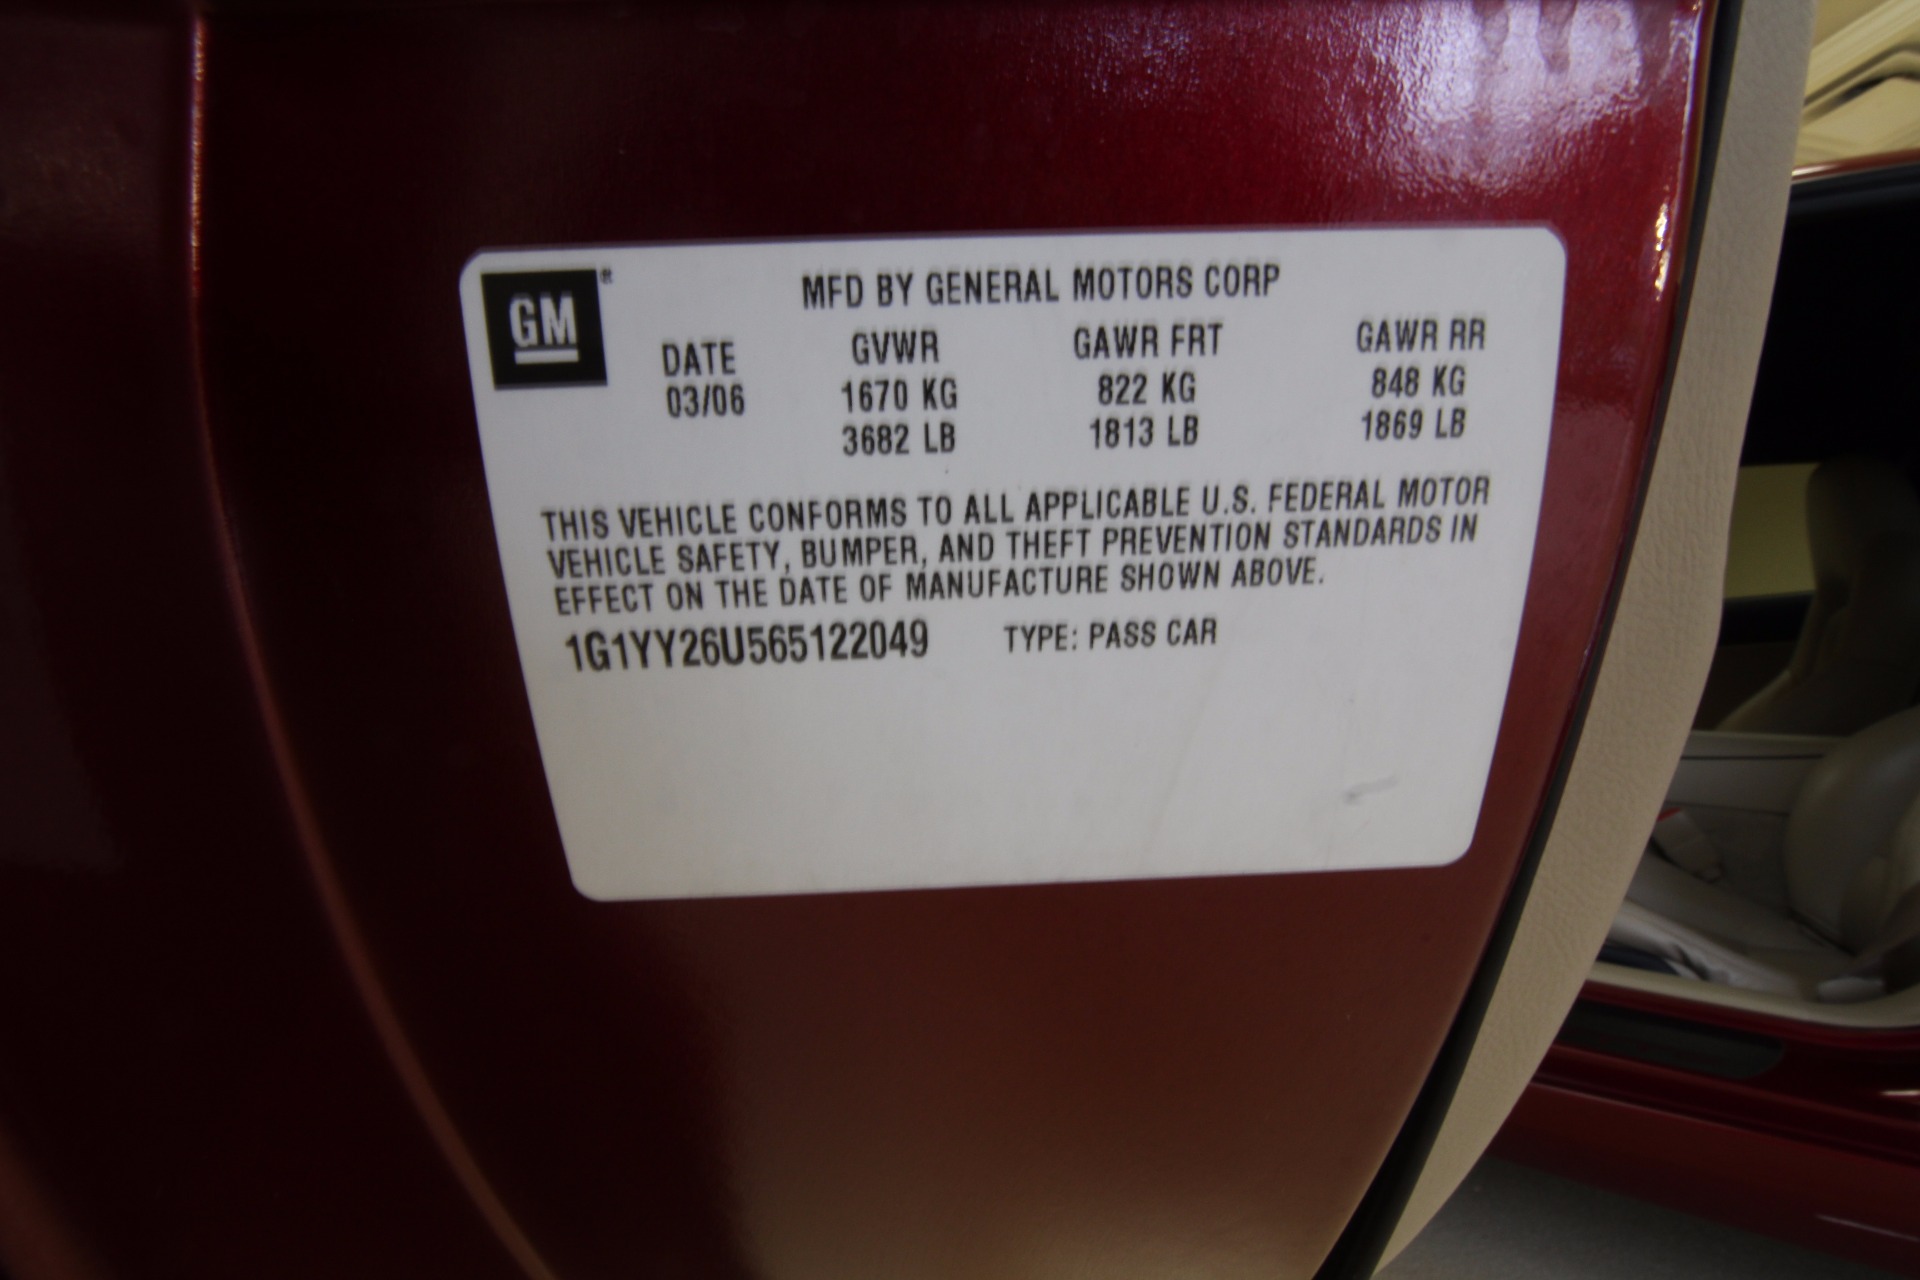 GM®
MFD BY GENERAL MOTORS CORP
DATE GVWR GAWR FRT GAWR RR
03/06 1670 KG 822 KG 848 KG
3682 LB 1813 LB 1869 LB
THIS VEHICLE CONFORMS TO ALL APPLICABLE U.S. FEDERAL MOTOR
VEHICLE SAFETY, BUMPER, AND THEFT PREVENTION STANDARDS IN
EFFECT ON THE DATE OF MANUFACTURE SHOWN ABOVE.
1G1YY26U565122049 TYPE: PASS CAR